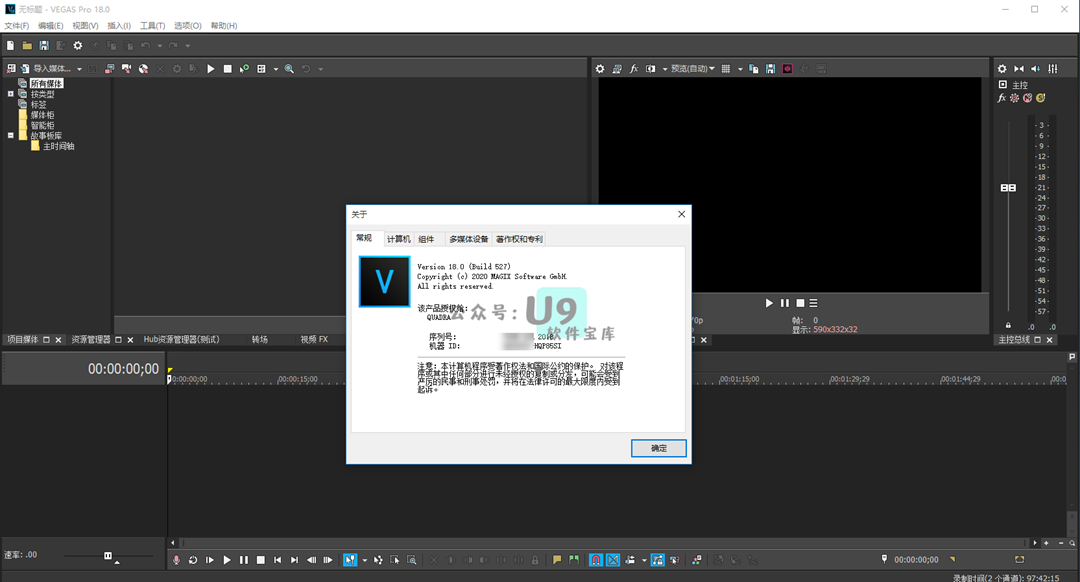 无标题 - VEGAS Pro 18.0
文件(F) 编辑(E) 视图(V) 插入(I) 工具(T) 选项(O) 帮助(H)
导入媒体...
预览(自动)
所有媒体
按类型
标签
媒体柜
智能柜
故事板库
主时间轴
主控
-3-
-6-
-9-
-12-
-15-
-18-
-21-
-24-
-27-
-30-
-33-
-36-
-39-
-42-
-45-
-48-
-51-
-54-
-57-
.0 .0
关于
常规 计算机 组件 多媒体设备 著作权和专利
Version 18.0 (Build 527)
Copyright (c) 2020 MAGIX Software GmbH.
All rights reserved.
该产品授权给:
QUADRA
公众号: U9
软件宝库
序列号:
机器 ID: HQP85SI
注意: 本计算机程序受著作权法和国际公约的保护。对该程
序或其中任何部分进行未经授权的复制或分发, 可能会受到
严厉的民事和刑事处罚, 并将在法律许可的最大限度内受到
起诉。
确定
帧: 0
显示: 590x332x32
项目媒体 资源管理器 Hub资源管理器(测试) 转场 视频 FX
主控总线
00:00:00;00
00:00:15;00 00:01:15;00 00:01:29;29 00:01:44;29
速率: .00
00:00:00;00
录制时间(2 个通道): 97:42:15